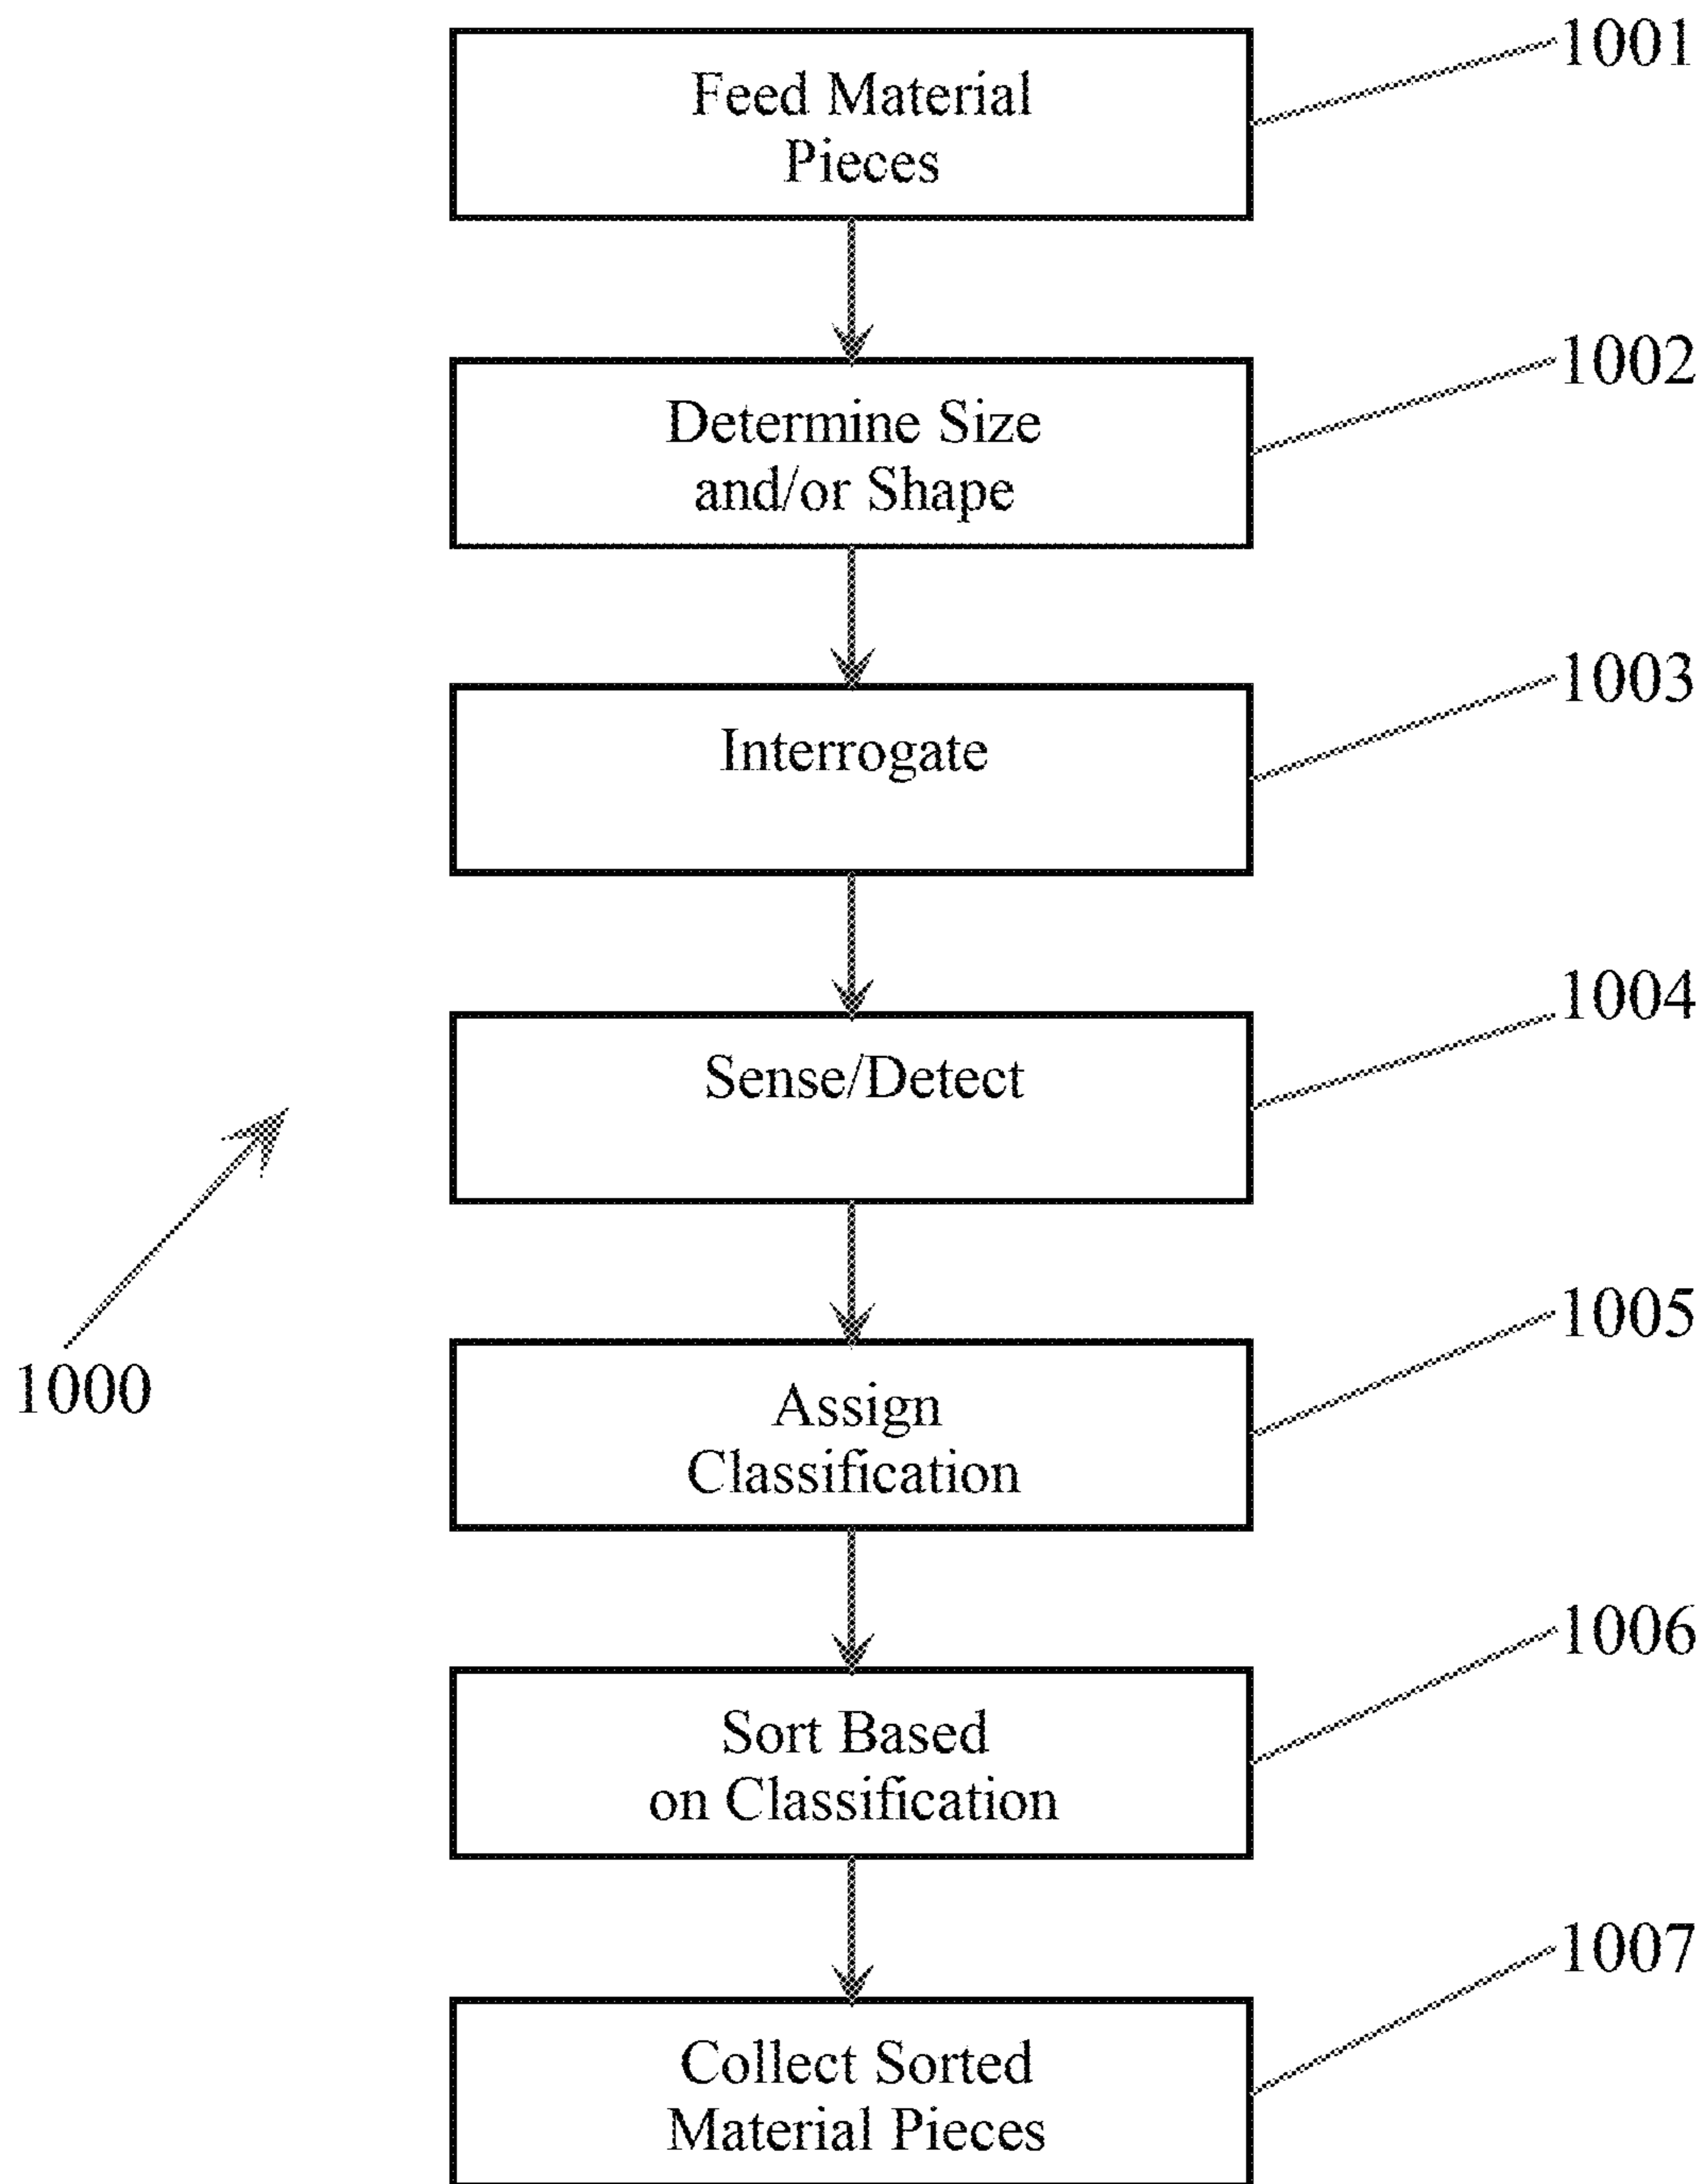 Feed Material
Pieces
1001
Determine Size
and/or Shape
1002
Interrogate
1003
Sense/Detect
1004
1000
Assign
Classification
1005
Sort Based
on Classification
1006
Collect Sorted
Material Pieces
1007